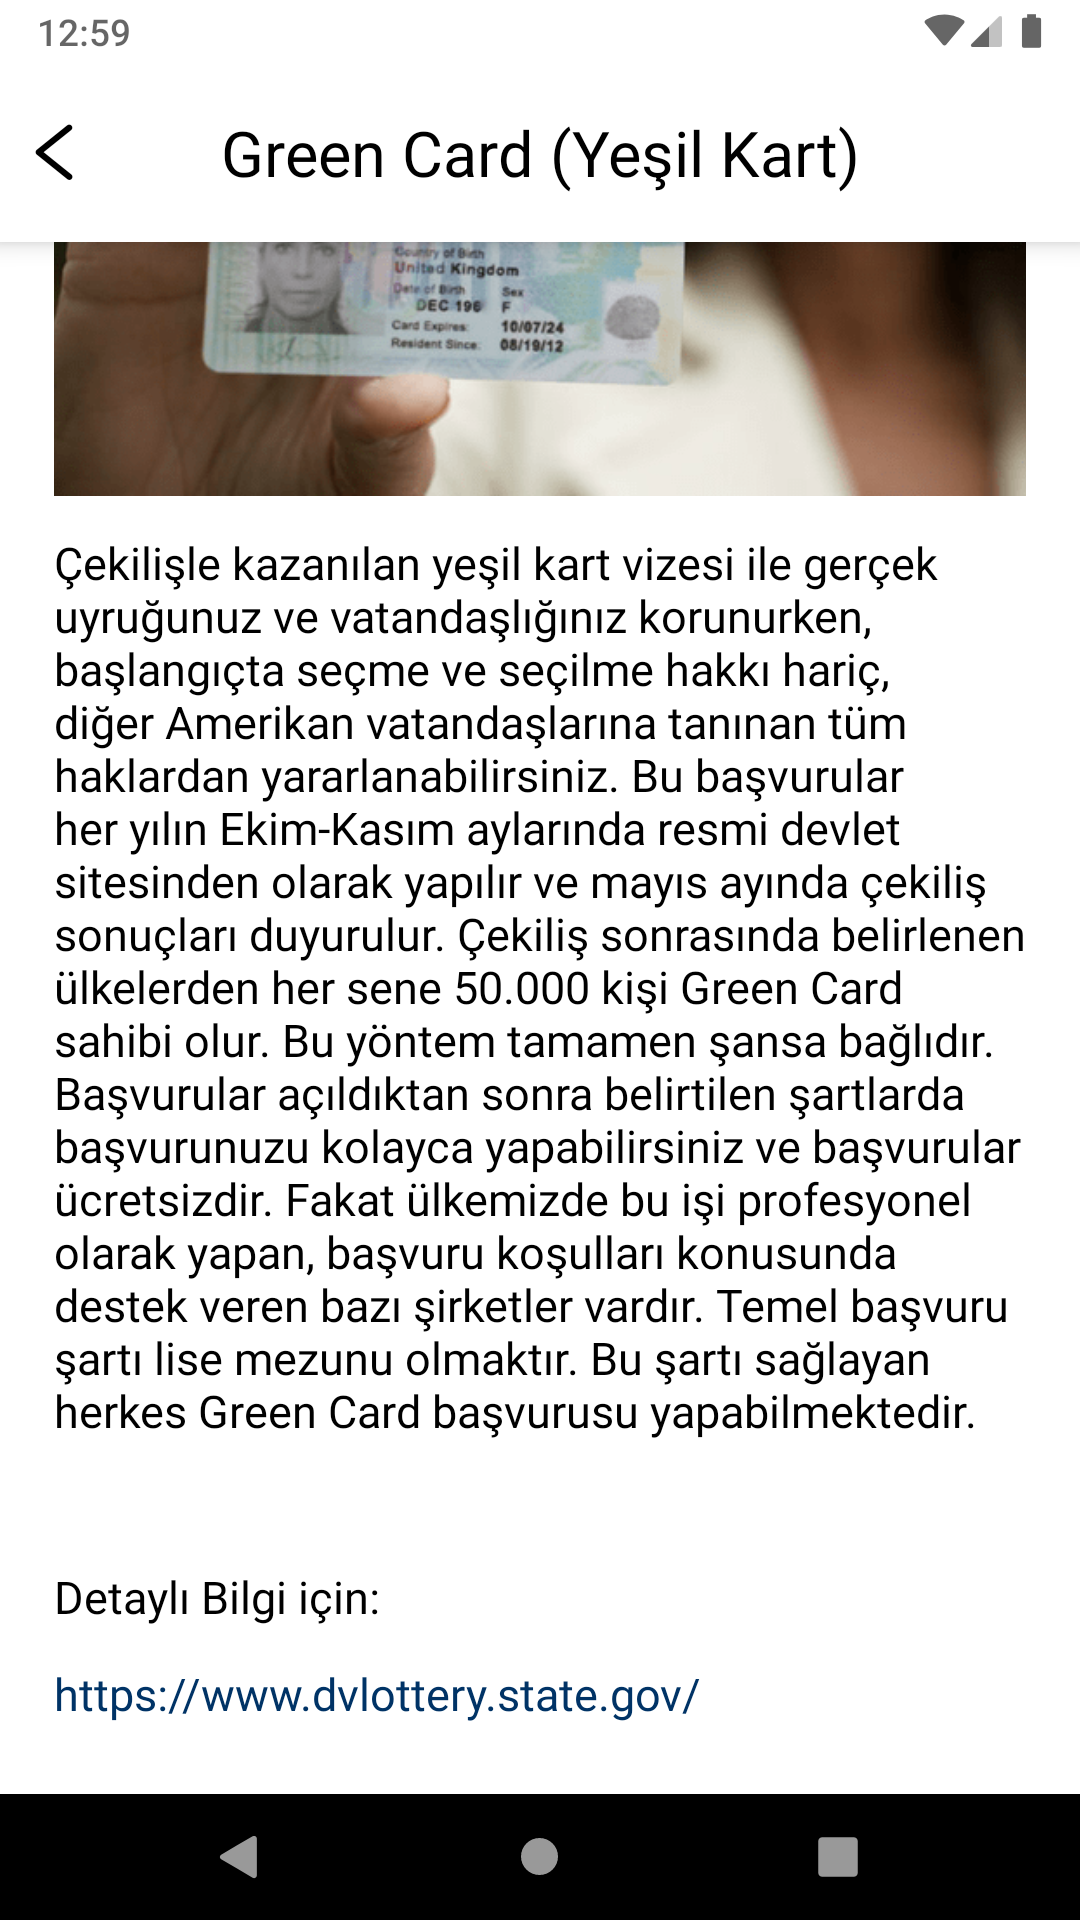 12:59
Green Card (Yeşil Kart)
Country of Birth
United Kingdom
Date of Birth Sex
DEC 196 F
Card Expires: 10/07/24
Resident Since: 08/19/12
Çekilişle kazanılan yeşil kart vizesi ile gerçek
uyruğunuz ve vatandaşlığınız korunurken,
başlangıçta seçme ve seçilme hakkı hariç,
diğer Amerikan vatandaşlarına tanınan tüm
haklardan yararlanabilirsiniz. Bu başvurular
her yılın Ekim-Kasım aylarında resmi devlet
sitesinden olarak yapılır ve mayıs ayında çekiliş
sonuçları duyurulur. Çekiliş sonrasında belirlenen
ülkelerden her sene 50.000 kişi Green Card
sahibi olur. Bu yöntem tamamen şansa bağlıdır.
Başvurular açıldıktan sonra belirtilen şartlarda
başvurunuzu kolayca yapabilirsiniz ve başvurular
ücretsizdir. Fakat ülkemizde bu işi profesyonel
olarak yapan, başvuru koşulları konusunda
destek veren bazı şirketler vardır. Temel başvuru
şartı lise mezunu olmaktır. Bu şartı sağlayan
herkes Green Card başvurusu yapabilmektedir.
Detaylı Bilgi için:
https://www.dvlottery.state.gov/